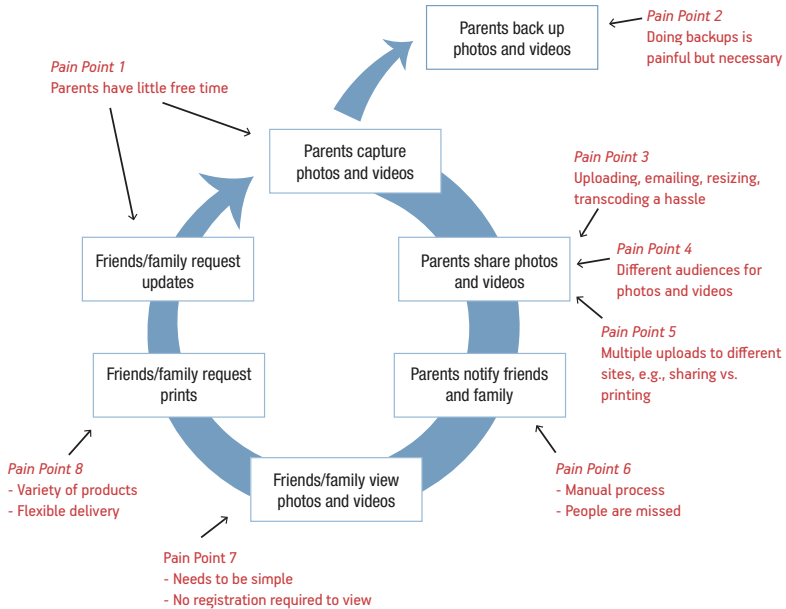 Parents back up
photos and videos
Pain Point 2
Doing backups is
painful but necessary
Pain Point 1
Parents have little free time
Parents capture
photos and videos
Pain Point 3
Uploading, emailing, resizing,
transcoding a hassle
Friends/family request
updates
Parents share photos
and videos
Pain Point 4
Different audiences for
photos and videos
Pain Point 5
Multiple uploads to different
sites, e.g., sharing vs.
printing
Friends/family request
prints
Parents notify friends
and family
Pain Point 8
- Variety of products
- Flexible delivery
Friends/family view
photos and videos
Pain Point 6
- Manual process
- People are missed
Pain Point 7
- Needs to be simple
- No registration required to view